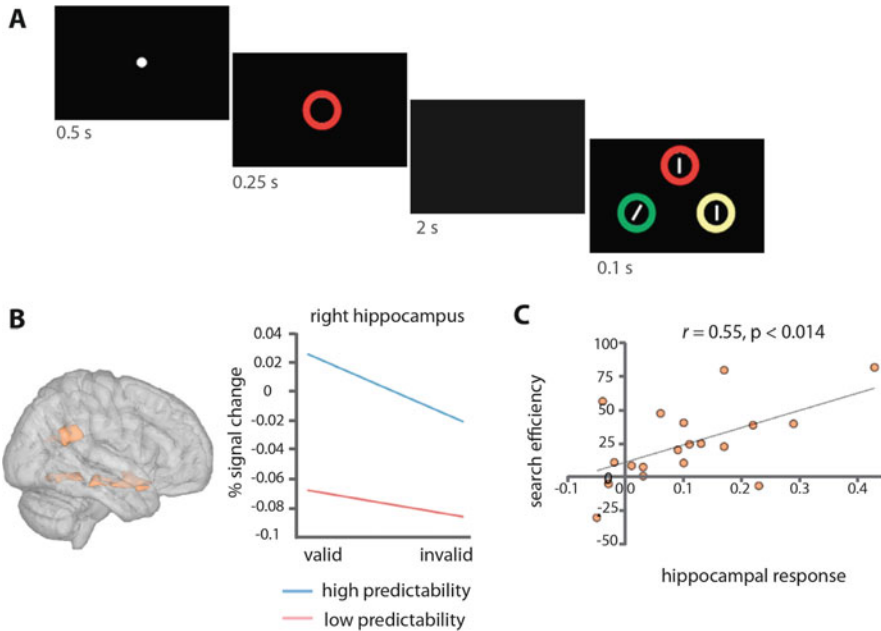 A
0.5 s
0.25 s
2 s
0.1 s
B
right hippocampus
% signal change
0.04
0.02
0
-0.02
-0.04
-0.06
-0.08
-0.1
valid
invalid
high predictability
low predictability
C
r = 0.55, p < 0.014
search efficiency
100
75
50
25
0
-25
-50
-0.1
0.0
0.1
0.2
0.3
0.4
hippocampal response